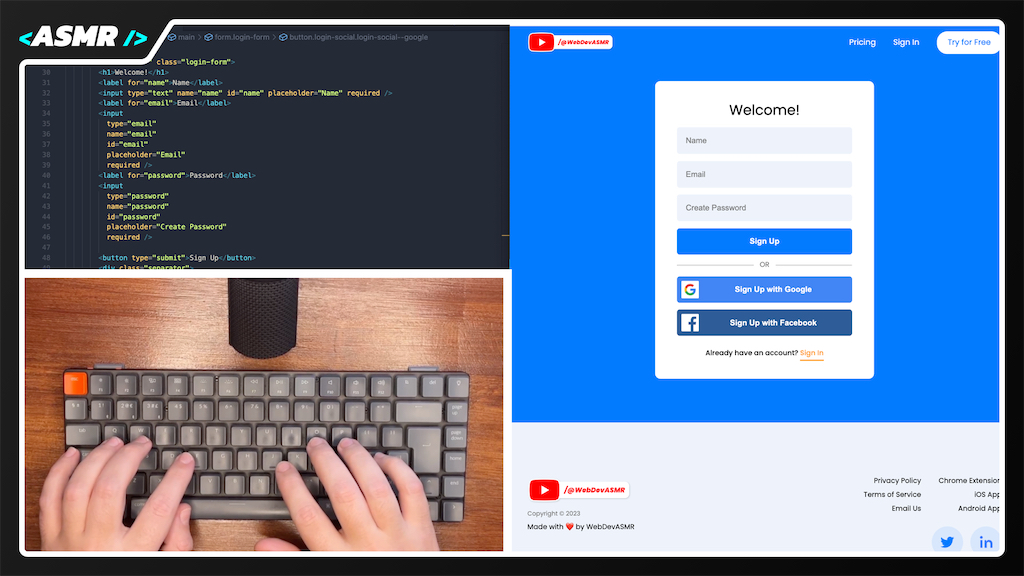 <ASMR />
main > form.login-form > button.login-social.login-social--google
class="login-form">
30 <h1>Welcome!</h1>
31 <label for="name">Name</label>
32 <input type="text" name="name" id="name" placeholder="Name" required />
33 <label for="email">Email</label>
34 <input
35 type="email"
36 name="email"
37 id="email"
38 placeholder="Email"
39 required />
40 <label for="password">Password</label>
41 <input
42 type="password"
43 name="password"
44 id="password"
45 placeholder="Create Password"
46 required />
47
48 <button type="submit">Sign Up</button>
49 <div class="separator">
/@WebDevASMR
Pricing
Sign In
Try for Free
Welcome!
Name
Email
Create Password
Sign Up
OR
G Sign Up with Google
f Sign Up with Facebook
Already have an account? Sign In
/@WebDevASMR
Copyright © 2023
Made with ❤️ by WebDevASMR
Privacy Policy
Terms of Service
Email Us
Chrome Extension
iOS App
Android App
in